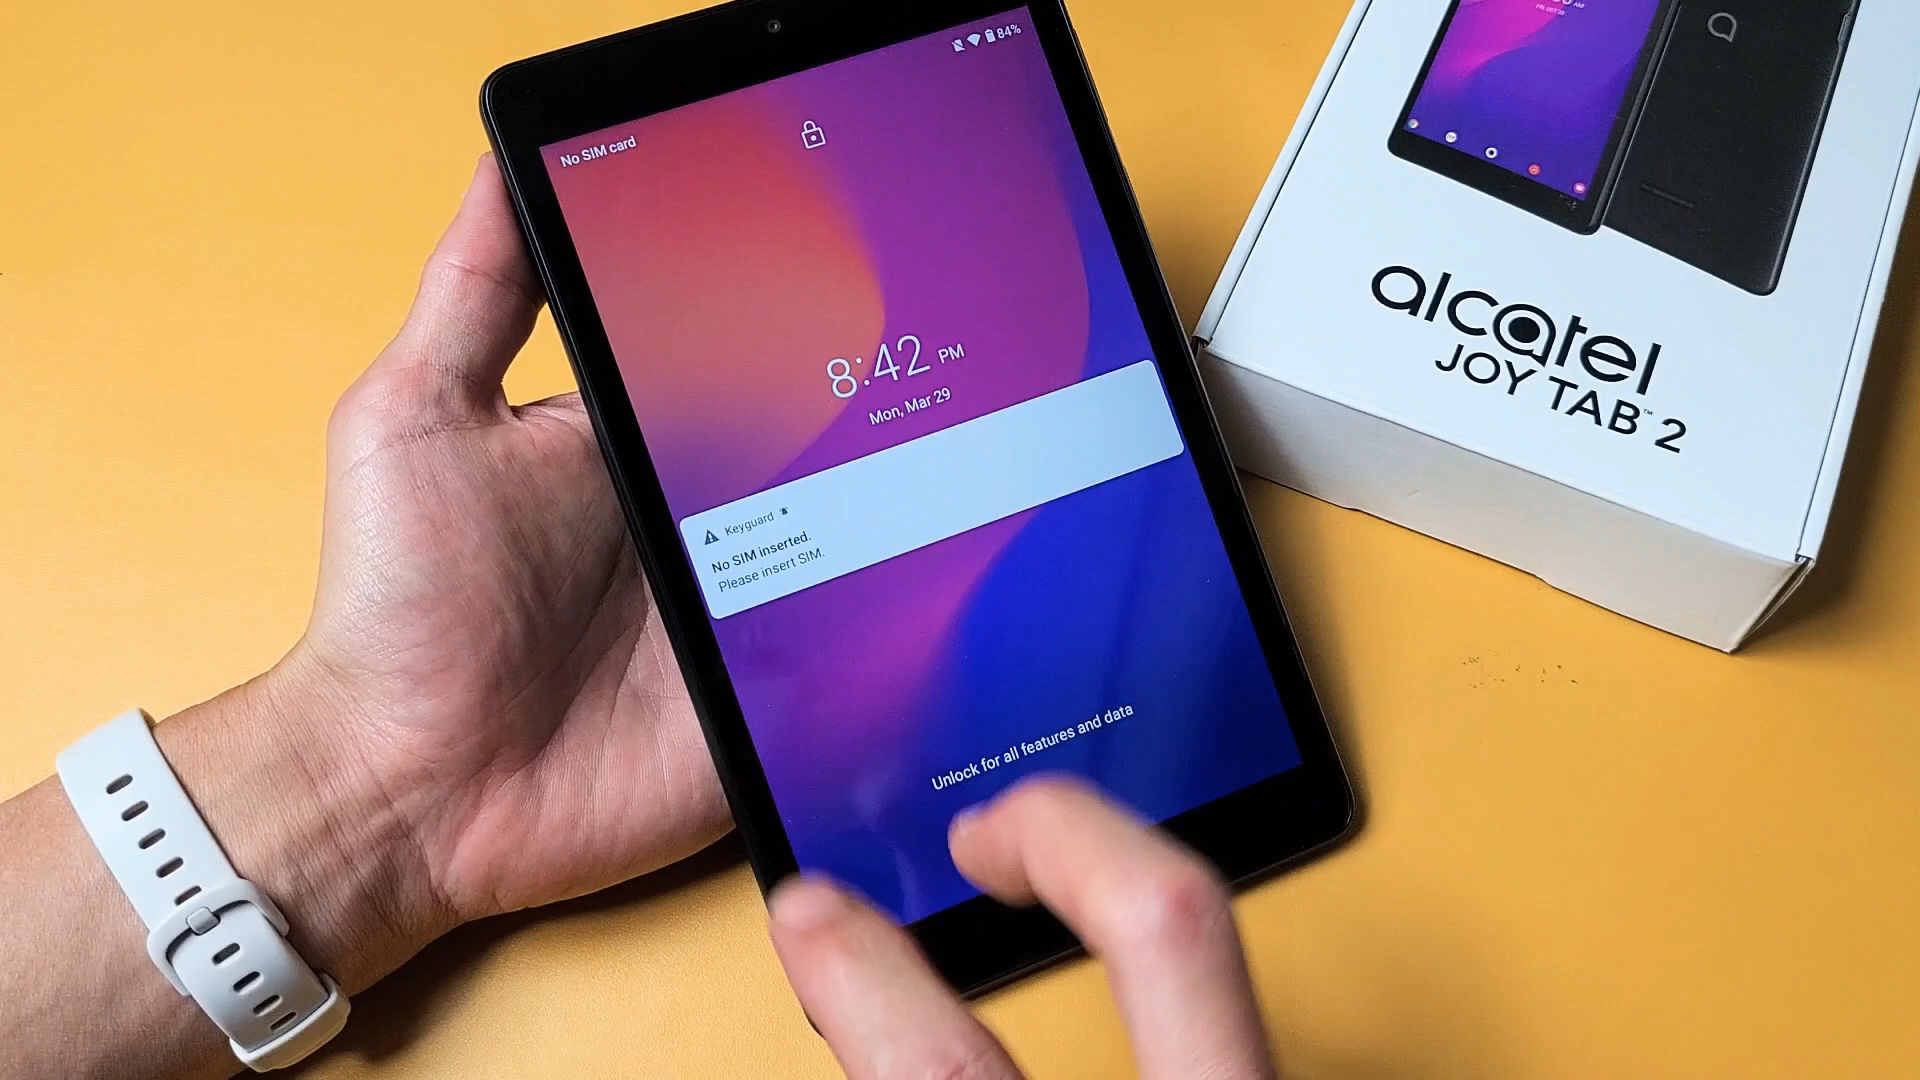 84%
No SIM card
8:42 PM
Mon, Mar 29
Keyguard
No SIM inserted.
Please insert SIM.
Unlock for all features and data
alcatel
JOY TAB™ 2